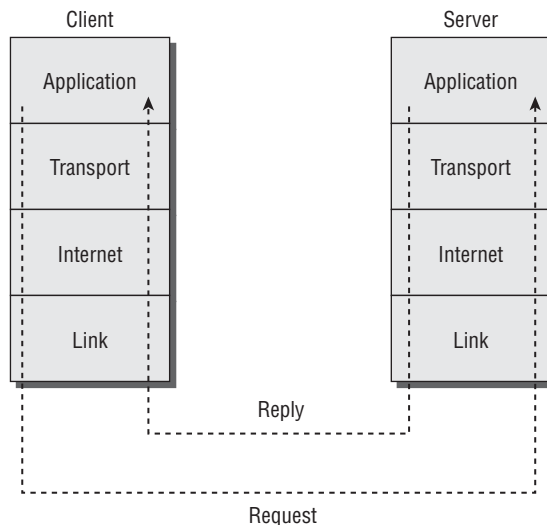 Client
Server
Application
Application
Transport
Transport
Internet
Internet
Link
Link
Reply
Request